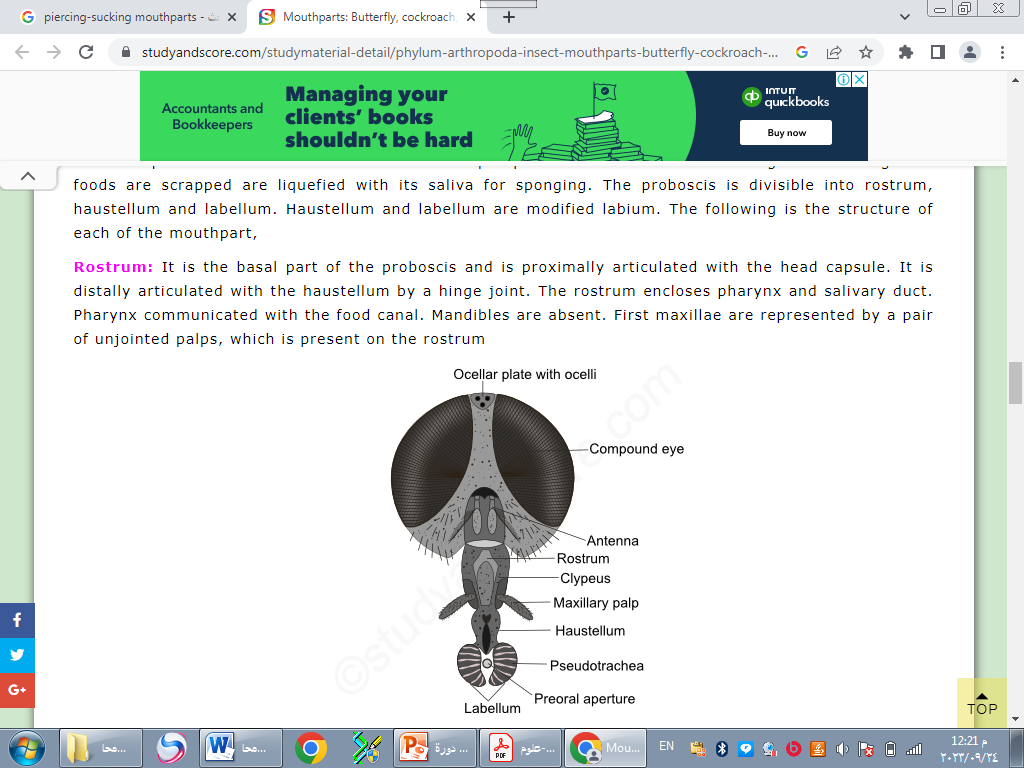 piercing-sucking mouthparts -
Mouthparts: Butterfly, cockroach,
studyandscore.com/studymaterial-detail/phylum-arthropoda-insect-mouthparts-butterfly-cockroach-...
Accountants and
Bookkeepers
Managing your
clients' books
shouldn't be hard
INTUIT
quickbooks
Buy now
foods are scrapped are liquefied with its saliva for sponging. The proboscis is divisible into rostrum,
haustellum and labellum. Haustellum and labellum are modified labium. The following is the structure of
each of the mouthpart,
Rostrum: It is the basal part of the proboscis and is proximally articulated with the head capsule. It is
distally articulated with the haustellum by a hinge joint. The rostrum encloses pharynx and salivary duct.
Pharynx communicated with the food canal. Mandibles are absent. First maxillae are represented by a pair
of unjointed palps, which is present on the rostrum
Ocellar plate with ocelli
Compound eye
Antenna
Rostrum
Clypeus
Maxillary palp
Haustellum
Pseudotrachea
Preoral aperture
Labellum
TOP
محا...
محا...
نورة ...
علوم-...
Mou...
EN
12:21 م
٢٠٢٣/٠٩/٢٤